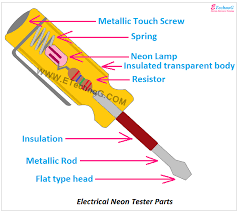 ETechnoG
Metallic Touch Screw
Spring
Neon Lamp
Insulated transparent body
Resistor
WWW.ETechnoG.COM
Insulation
Metallic Rod
Flat type head
Electrical Neon Tester Parts